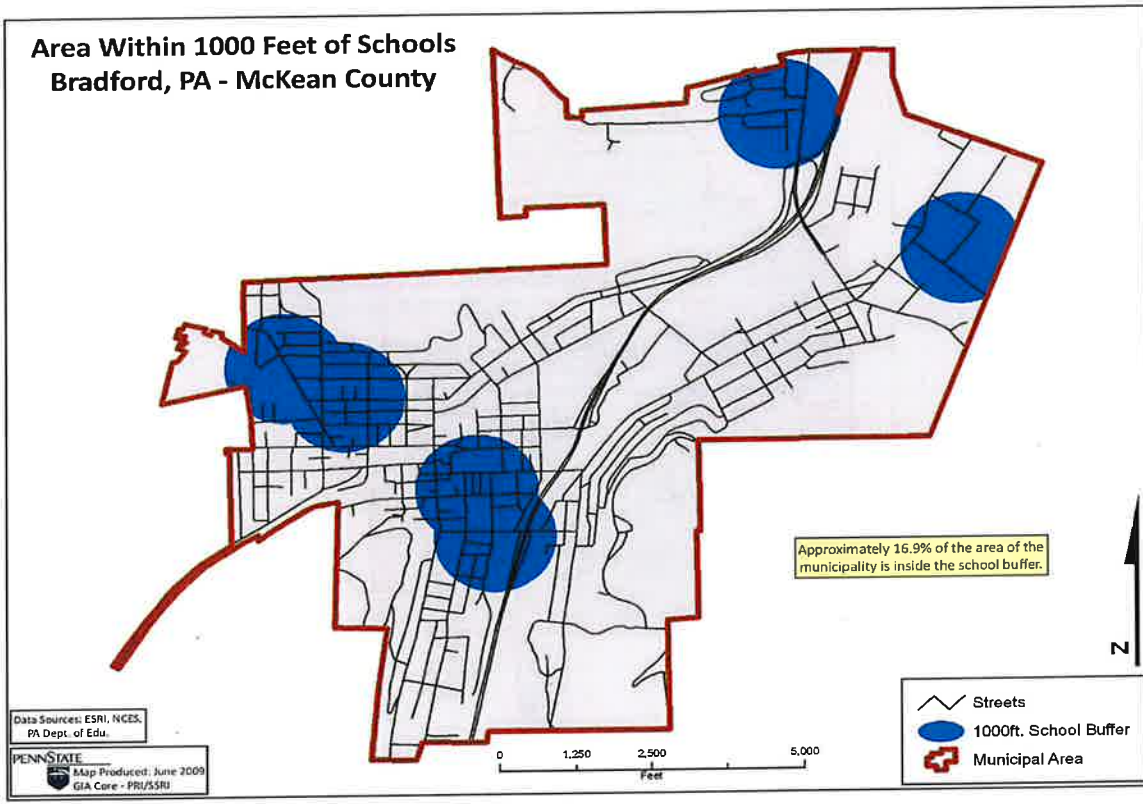 Area Within 1000 Feet of Schools
Bradford, PA - McKean County
Approximately 16.9% of the area of the
municipality is inside the school buffer.
N
Streets
1000ft. School Buffer
Municipal Area
Data Sources: ESRI, NCES,
PA Dept. of Edu.
PENNSTATE
Map Produced: June 2009
GIA Core - PRI/SSRI
0 1,250 2,500 5,000
Feet